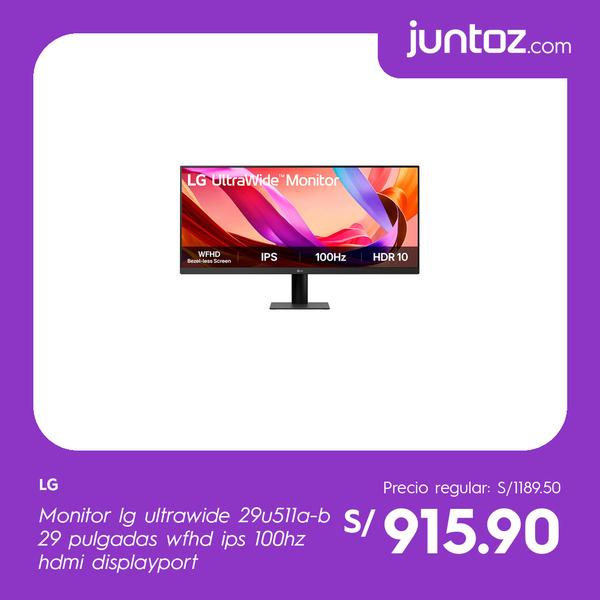 juntoz.com
LG UltraWide™ Monitor
WFHD
Bezel-less Screen
IPS
100Hz
HDR 10
LG
LG
Precio regular: S/1189.50
Monitor lg ultrawide 29u511a-b
29 pulgadas wfhd ips 100hz
hdmi displayport
S/ 915.90